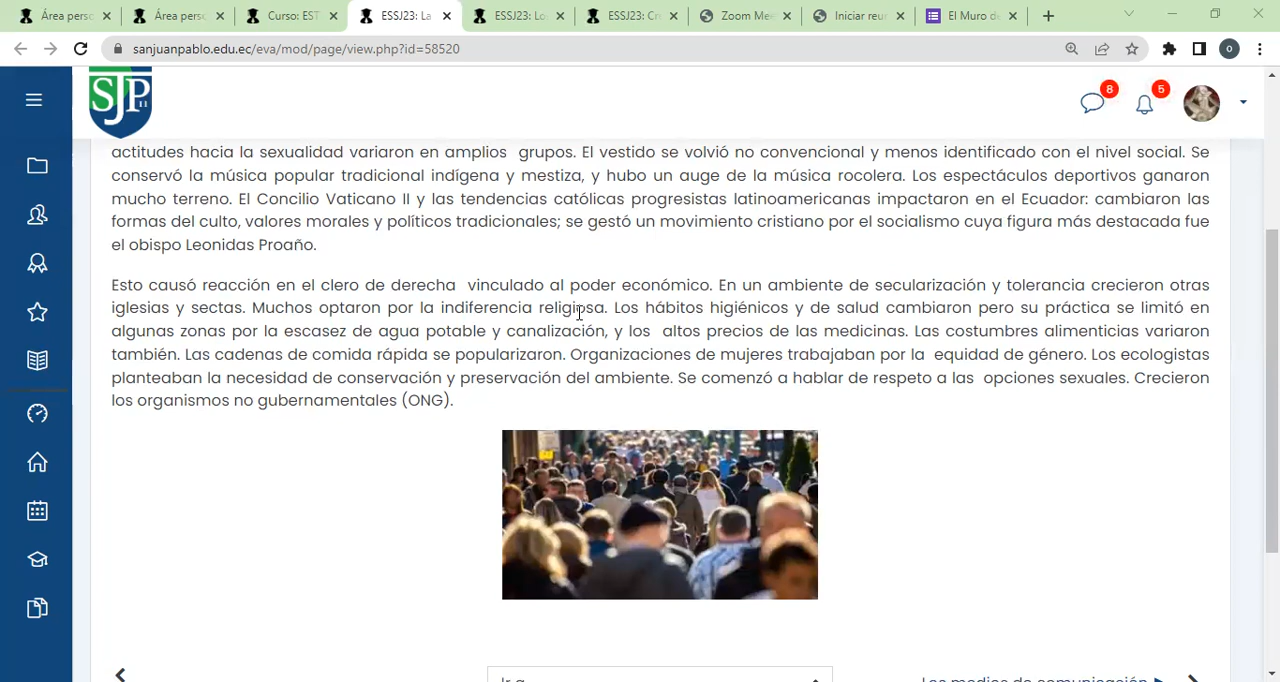 Área perso
Área perso
Curso: EST
ESSJ23: La
ESSJ23: Lo
ESSJ23: Cr
Zoom Mee
Iniciar reur
El Muro de
sanjuanpablo.edu.ec/eva/mod/page/view.php?id=58520
O
SJP
II
8
5
actitudes hacia la sexualidad variaron en amplios grupos. El vestido se volvió no convencional y menos identificado con el nivel social. Se
conservó la música popular tradicional indígena y mestiza, y hubo un auge de la música rocolera. Los espectáculos deportivos ganaron
mucho terreno. El Concilio Vaticano II y las tendencias católicas progresistas latinoamericanas impactaron en el Ecuador: cambiaron las
formas del culto, valores morales y políticos tradicionales; se gestó un movimiento cristiano por el socialismo cuya figura más destacada fue
el obispo Leonidas Proaño.
Esto causó reacción en el clero de derecha vinculado al poder económico. En un ambiente de secularización y tolerancia crecieron otras
iglesias y sectas. Muchos optaron por la indiferencia religiosa. Los hábitos higiénicos y de salud cambiaron pero su práctica se limitó en
algunas zonas por la escasez de agua potable y canalización, y los altos precios de las medicinas. Las costumbres alimenticias variaron
también. Las cadenas de comida rápida se popularizaron. Organizaciones de mujeres trabajaban por la equidad de género. Los ecologistas
planteaban la necesidad de conservación y preservación del ambiente. Se comenzó a hablar de respeto a las opciones sexuales. Crecieron
los organismos no gubernamentales (ONG).
Ir a
Los medios de comunicación